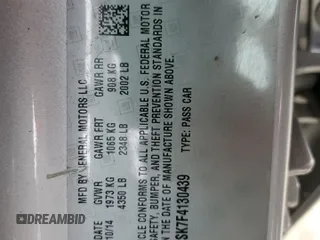 MFD BY GENERAL MOTORS LLC
DATE GVWR GAWR FRT GAWR RR
10/14 1973 KG 1065 KG 908 KG
4350 LB 2348 LB 2002 LB
CLE CONFORMS TO ALL APPLICABLE U.S. FEDERAL MOTOR
SAFETY, BUMPER, AND THEFT PREVENTION STANDARDS IN
EFFECT ON THE DATE OF MANUFACTURE SHOWN ABOVE.
SK7F4130439 TYPE: PASS CAR
DREAMBID